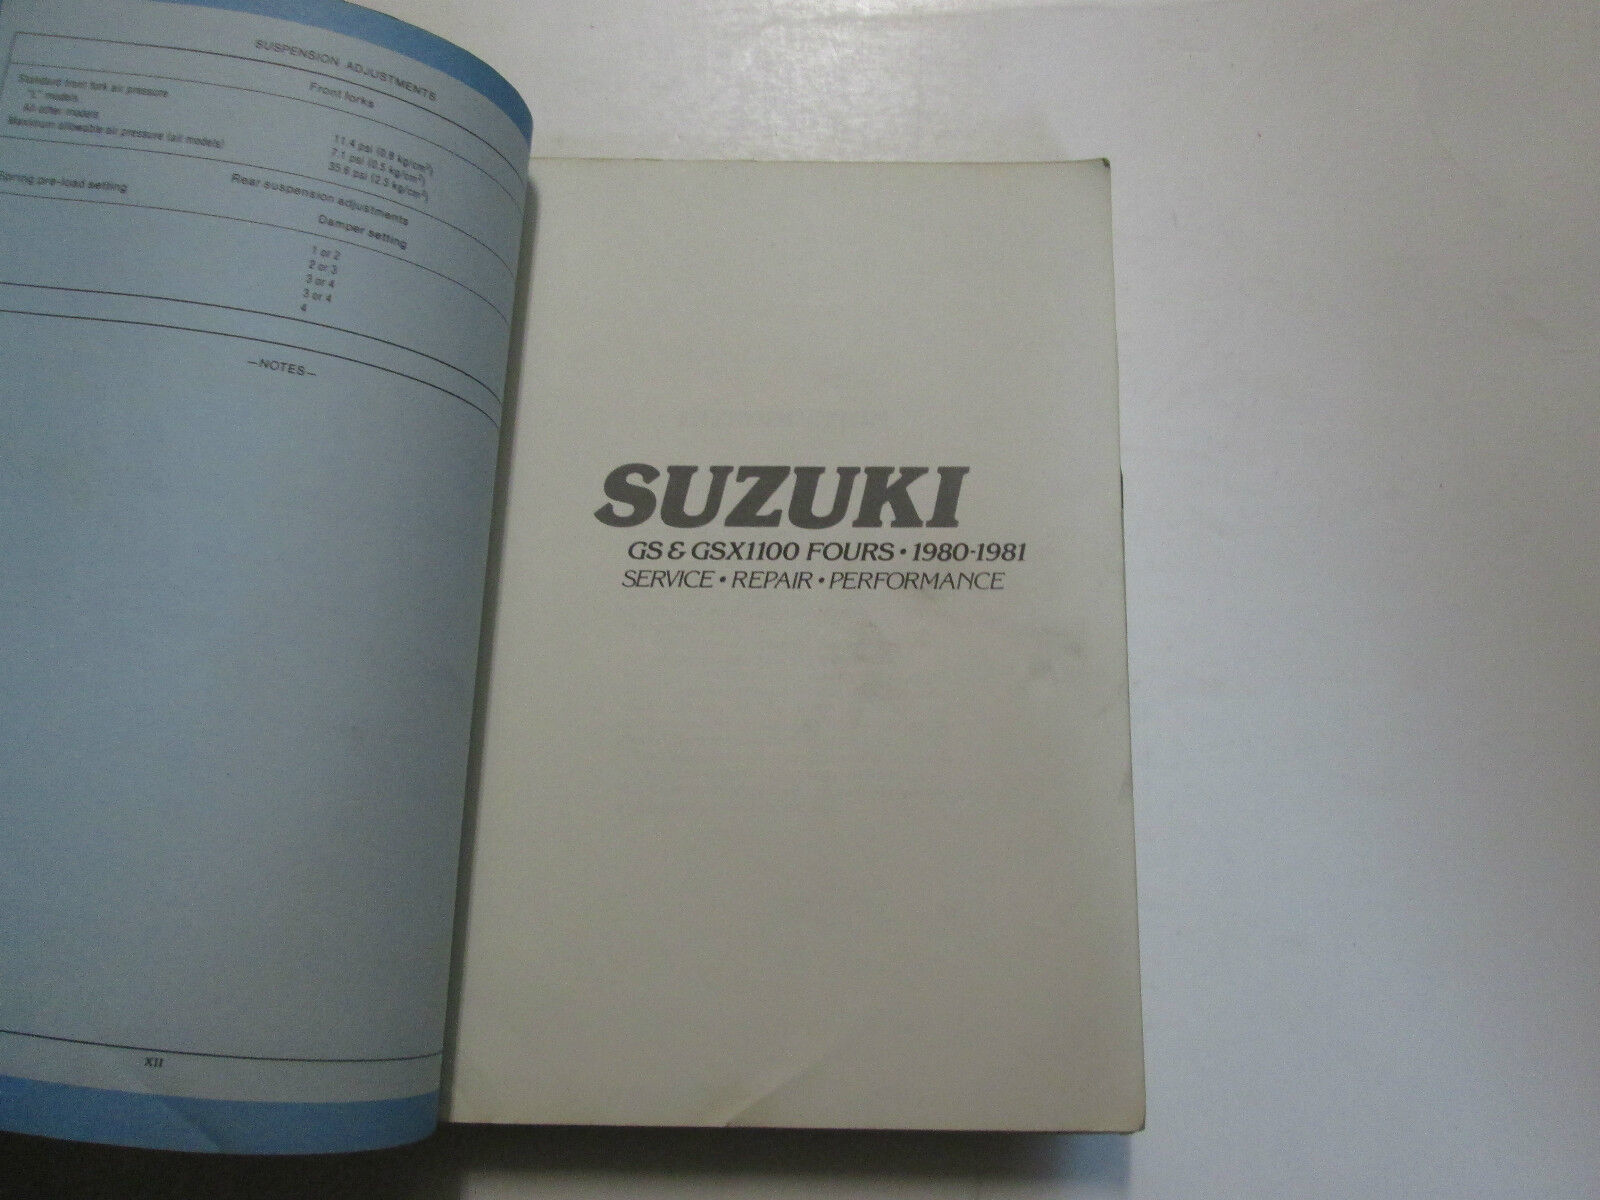 SUSPENSION ADJUSTMENTS
Front forks
Standard front fork air pressure
"L" models 11.4 psi (0.8 kg/cm²)
All other models 7.1 psi (0.5 kg/cm²)
Maximum allowable air pressure (all models) 35.6 psi (2.5 kg/cm²)
Rear suspension adjustments
Spring pre-load setting Damper setting
1 or 2
2 or 3
3 or 4
3 or 4
4
—NOTES—
XII
SUZUKI
GS & GSX1100 FOURS • 1980-1981
SERVICE • REPAIR • PERFORMANCE